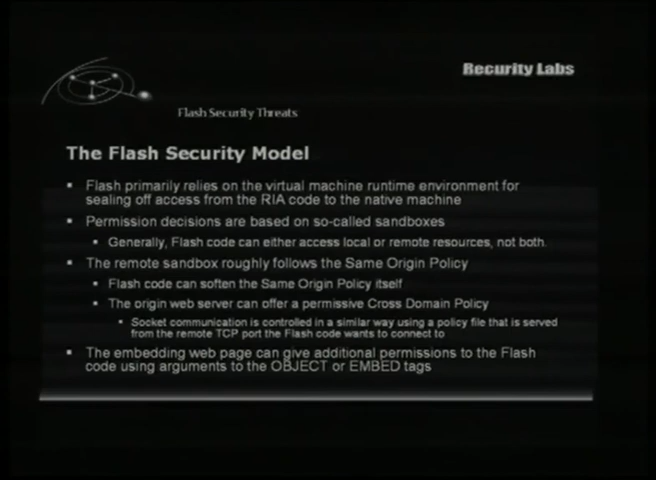 Recurity Labs
Flash Security Threats
The Flash Security Model
Flash primarily relies on the virtual machine runtime environment for
sealing off access from the RIA code to the native machine
Permission decisions are based on so-called sandboxes
Generally, Flash code can either access local or remote resources, not both.
The remote sandbox roughly follows the Same Origin Policy
Flash code can soften the Same Origin Policy itself
The origin web server can offer a permissive Cross Domain Policy
Socket communication is controlled in a similar way using a policy file that is served
from the remote TCP port the Flash code wants to connect to
The embedding web page can give additional permissions to the Flash
code using arguments to the OBJECT or EMBED tags